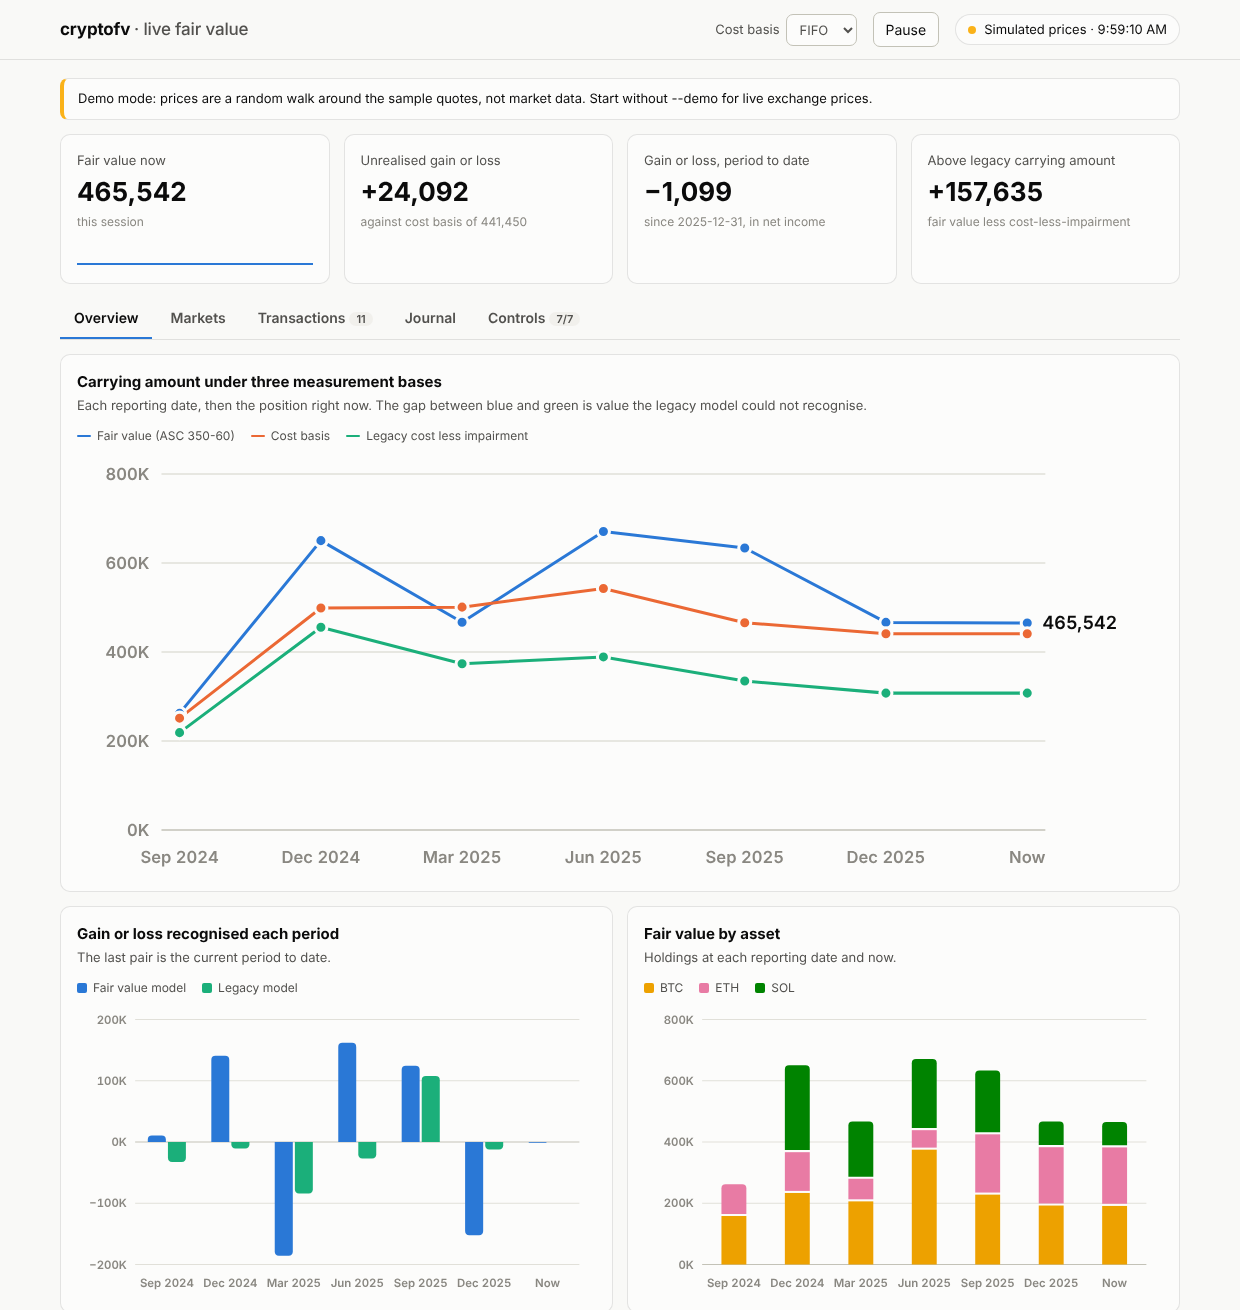 cryptofv · live fair value
Cost basis FIFO Pause Simulated prices · 9:59:10 AM
Demo mode: prices are a random walk around the sample quotes, not market data. Start without --demo for live exchange prices.
Fair value now
465,542
this session
Unrealised gain or loss
+24,092
against cost basis of 441,450
Gain or loss, period to date
−1,099
since 2025-12-31, in net income
Above legacy carrying amount
+157,635
fair value less cost-less-impairment
Overview Markets Transactions 11 Journal Controls 7/7
Carrying amount under three measurement bases
Each reporting date, then the position right now. The gap between blue and green is value the legacy model could not recognise.
Fair value (ASC 350-60) Cost basis Legacy cost less impairment
800K
600K
400K
200K
0K
465,542
Sep 2024 Dec 2024 Mar 2025 Jun 2025 Sep 2025 Dec 2025 Now
Gain or loss recognised each period
The last pair is the current period to date.
Fair value model Legacy model
200K
100K
0K
−100K
−200K
Sep 2024 Dec 2024 Mar 2025 Jun 2025 Sep 2025 Dec 2025 Now
Fair value by asset
Holdings at each reporting date and now.
BTC ETH SOL
800K
600K
400K
200K
0K
Sep 2024 Dec 2024 Mar 2025 Jun 2025 Sep 2025 Dec 2025 Now